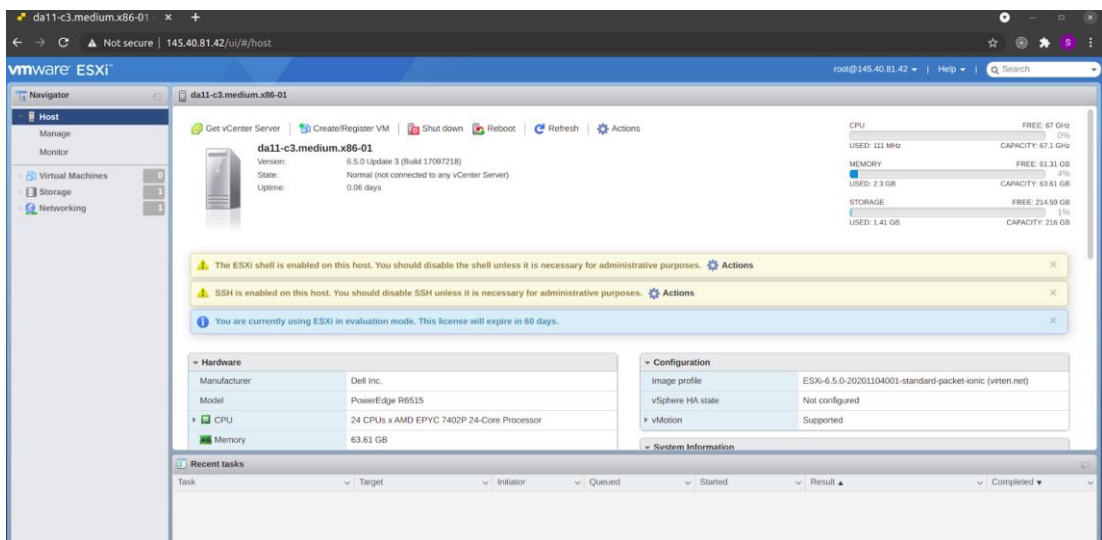 da11-c3.medium.x86-01 -
Not secure | 145.40.81.42/ui/#/host
S
vmware ESXi™
root@145.40.81.42 | Help | Search
Navigator
da11-c3.medium.x86-01
Host
Manage
Monitor
Virtual Machines 0
Storage 1
Networking 1
Get vCenter Server | Create/Register VM | Shut down Reboot | Refresh | Actions
da11-c3.medium.x86-01
Version: 6.5.0 Update 3 (Build 17097218)
State: Normal (not connected to any vCenter Server)
Uptime: 0.06 days
CPU FREE: 67 GHz
0%
USED: 111 MHz CAPACITY: 67.1 GHz
MEMORY FREE: 61.31 GB
4%
USED: 2.3 GB CAPACITY: 63.61 GB
STORAGE FREE: 214.59 GB
1%
USED: 1.41 GB CAPACITY: 216 GB
The ESXi shell is enabled on this host. You should disable the shell unless it is necessary for administrative purposes. Actions
SSH is enabled on this host. You should disable SSH unless it is necessary for administrative purposes. Actions
You are currently using ESXi in evaluation mode. This license will expire in 60 days.
Hardware
Manufacturer Dell Inc.
Model PowerEdge R6515
CPU 24 CPUs x AMD EPYC 7402P 24-Core Processor
Memory 63.61 GB
Configuration
Image profile ESXi-6.5.0-20201104001-standard-packet-ionic (virten.net)
vSphere HA state Not configured
vMotion Supported
System Information
Recent tasks
Task Target Initiator Queued Started Result Completed